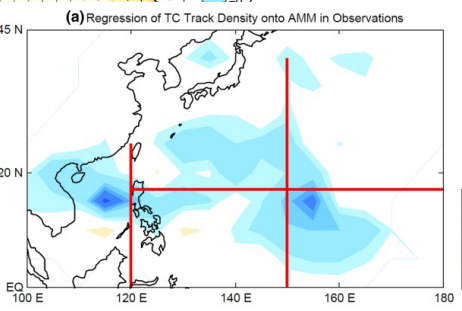 (a) Regression of TC Track Density onto AMM in Observations
45 N
20 N
EQ
100 E 120 E 140 E 160 E 180